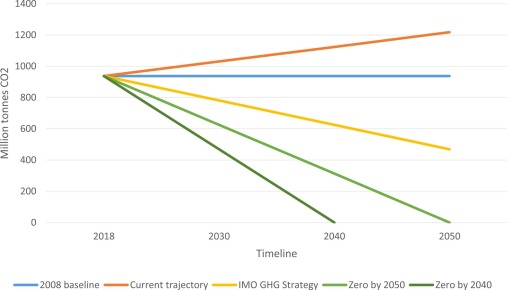 1400
1200
1000
800
600
400
200
0
Million tonnes CO2
2018 2030 2040 2050
Timeline
2008 baseline Current trajectory IMO GHG Strategy Zero by 2050 Zero by 2040